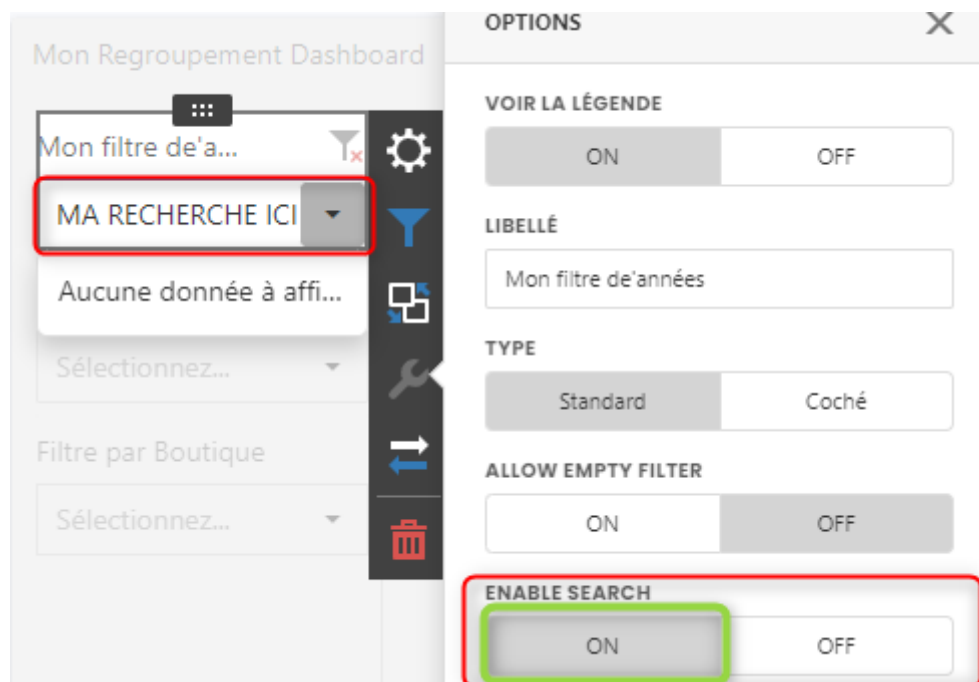 Mon Regroupement Dashboard
Mon filtre de'a...
MA RECHERCHE ICI
Aucune donnée à affi...
Sélectionnez...
Filtre par Boutique
Sélectionnez...
OPTIONS
VOIR LA LÉGENDE
ON OFF
LIBELLÉ
Mon filtre de'années
TYPE
Standard Coché
ALLOW EMPTY FILTER
ON OFF
ENABLE SEARCH
ON OFF